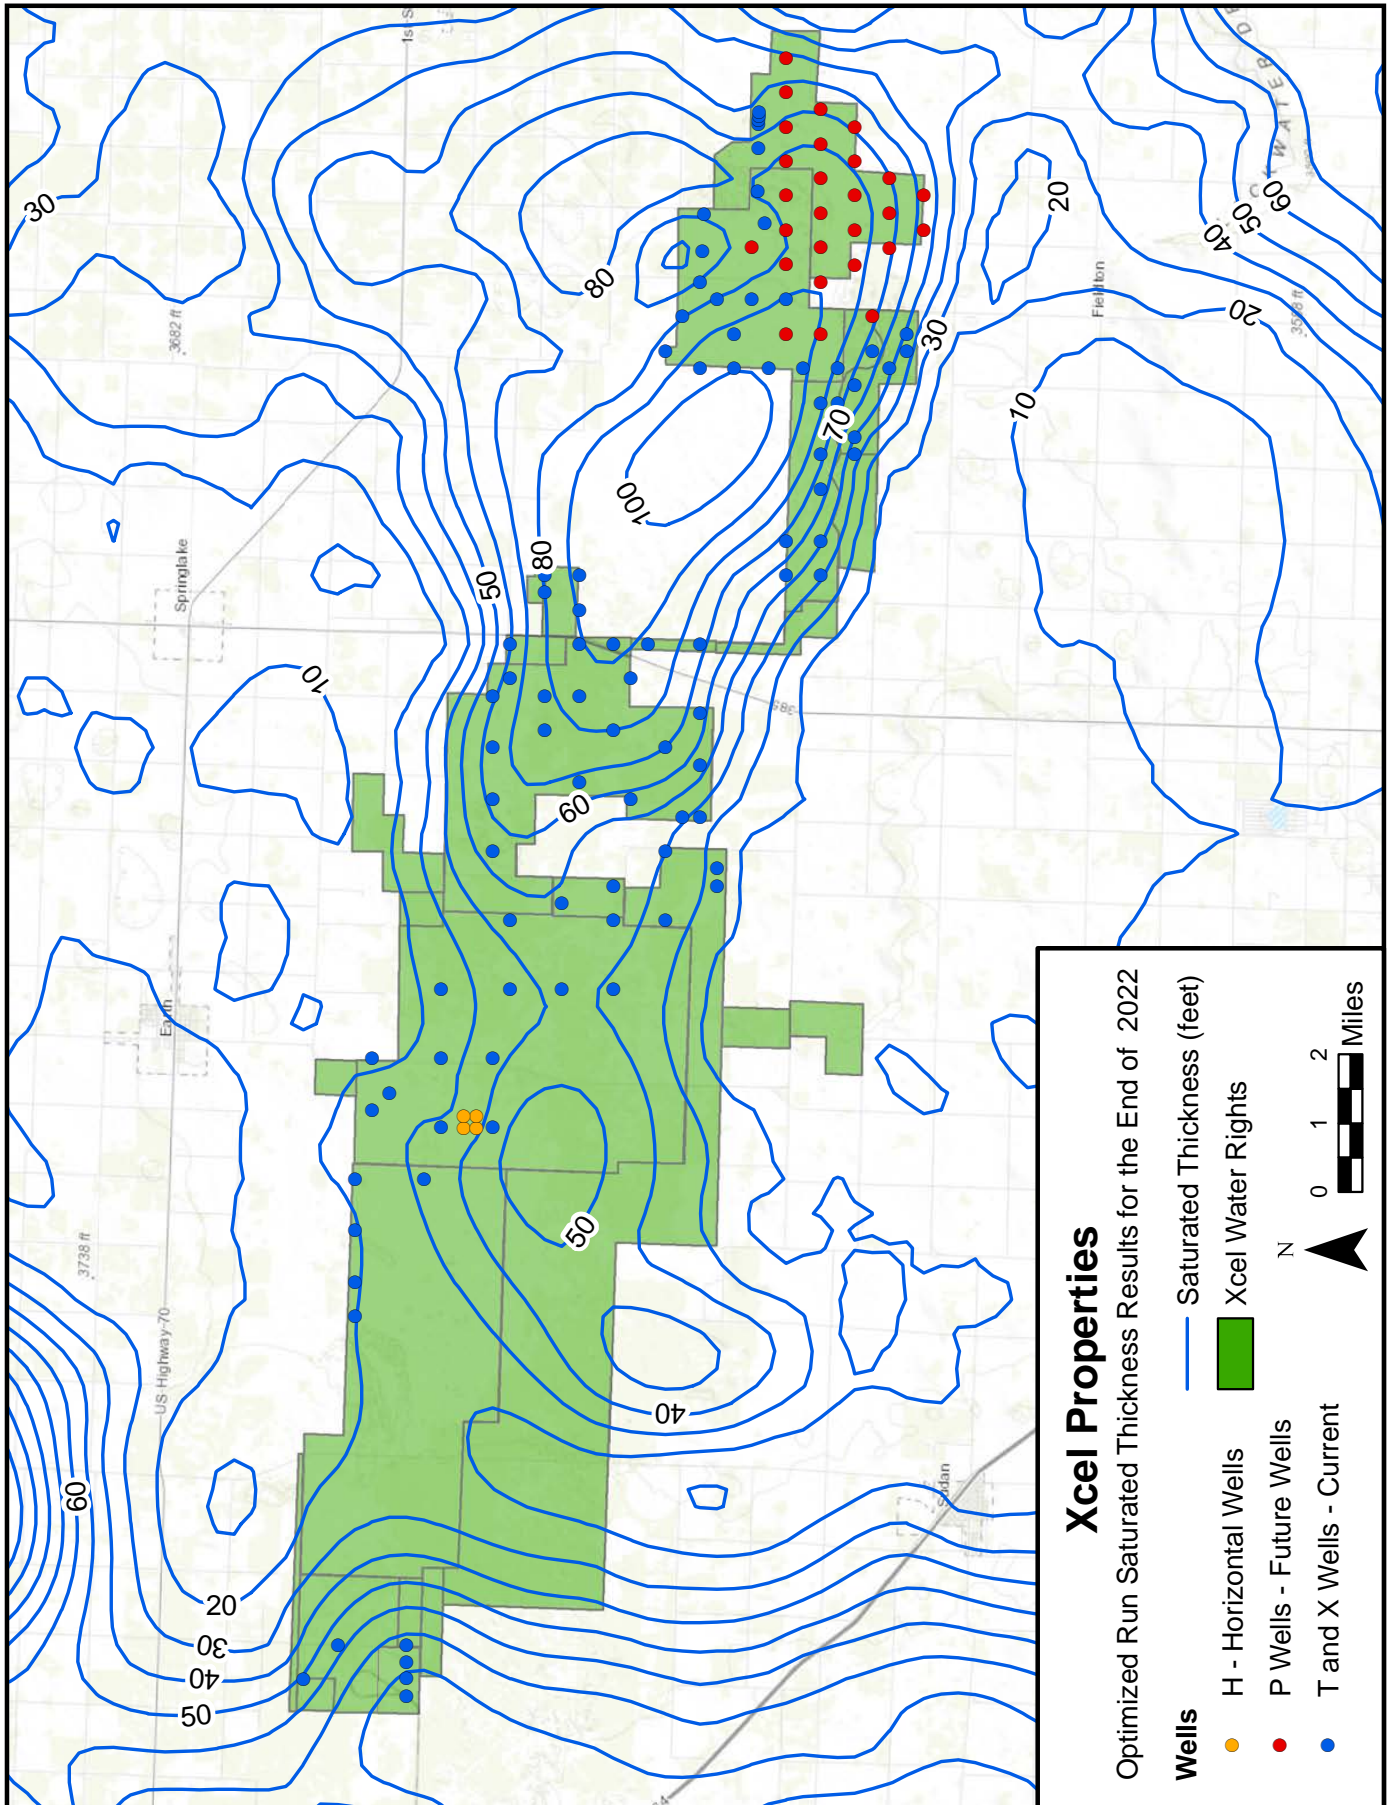 Xcel Properties
Optimized Run Saturated Thickness Results for the End of 2022
Wells
H - Horizontal Wells
P Wells - Future Wells
T and X Wells - Current
Saturated Thickness (feet)
Xcel Water Rights
N
0 1 2
Miles
60
20
30
40
50
3738 ft
US Highway-70
Earth
Springlake
3682 ft
30
1st-S
10
50
80
80
100
60
70
30
50
40
385
Sudan
10
20
Fieldton
20
40
50
60